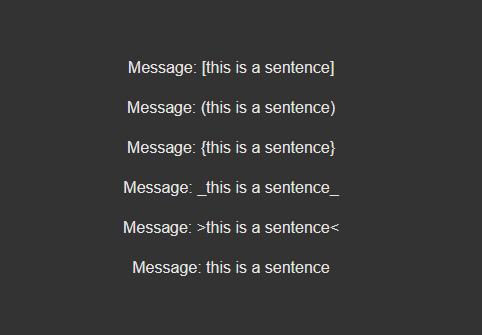 Message: [this is a sentence]
Message: (this is a sentence)
Message: {this is a sentence}
Message: _this is a sentence_
Message: >this is a sentence<
Message: this is a sentence